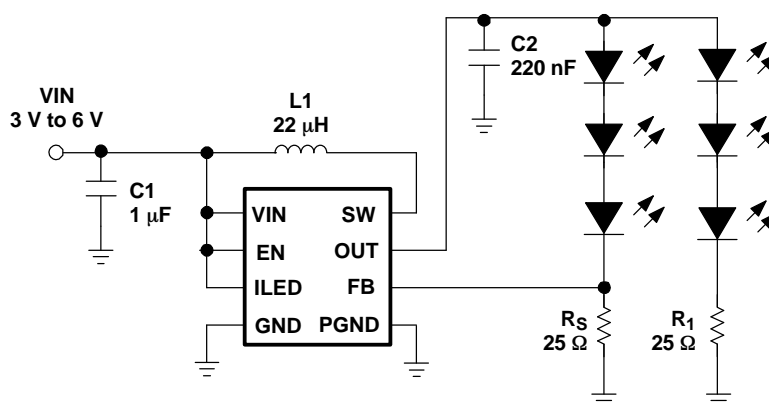 C2
220 nF
VIN
3 V to 6 V
L1
22 μH
C1
1 μF
VIN SW
EN OUT
ILED FB
GND PGND
RS
25 Ω
R1
25 Ω